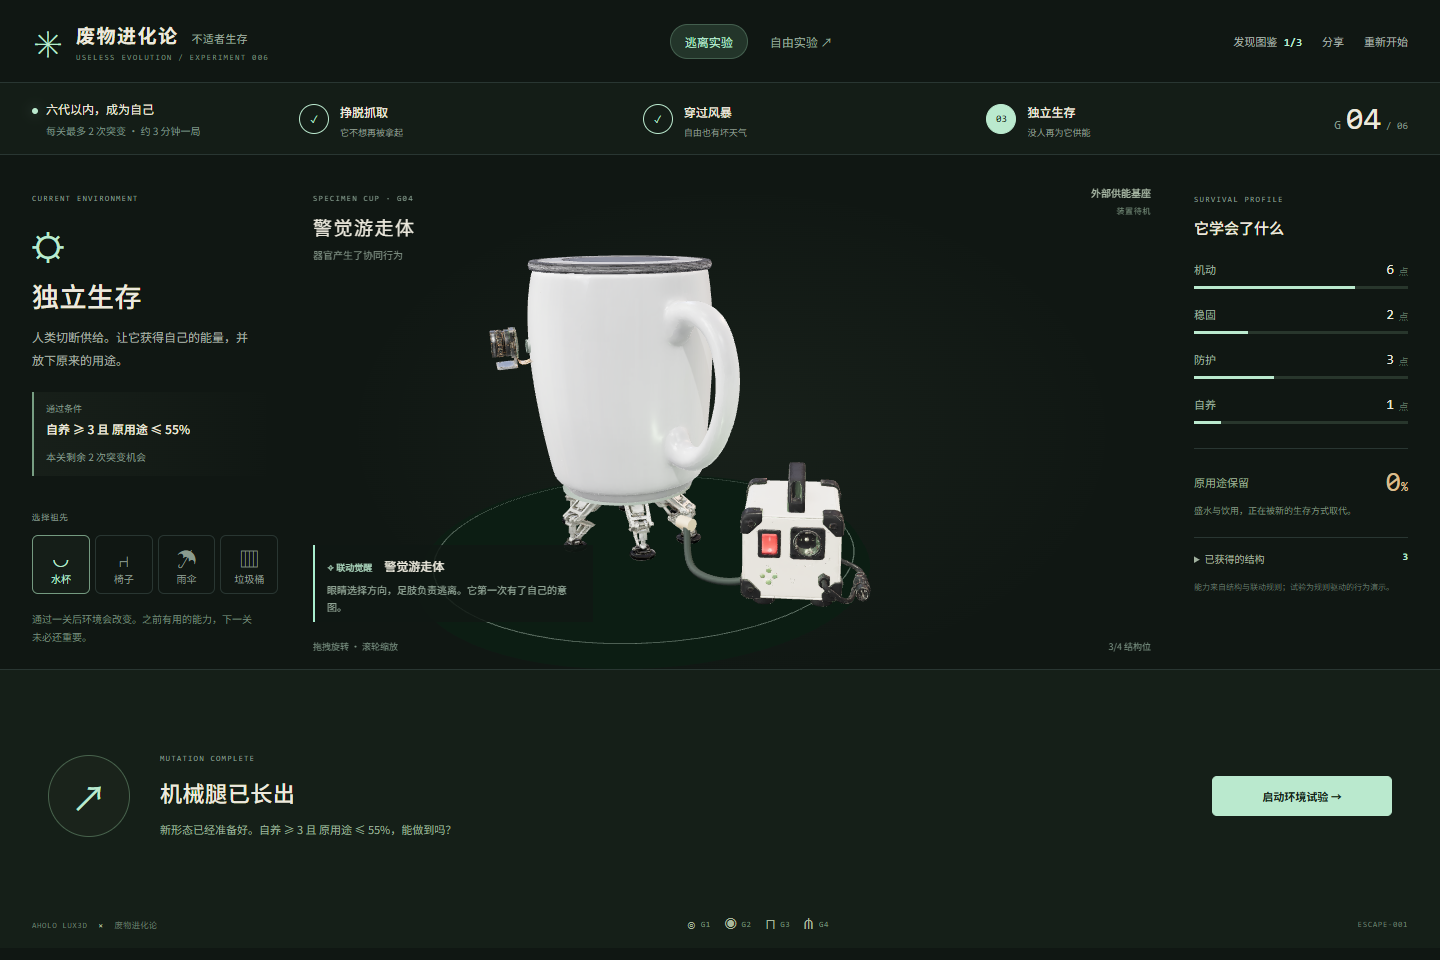 废物进化论 不适者生存
USELESS EVOLUTION / EXPERIMENT 006
逃离实验 自由实验 ↗
发现图鉴 1/3 分享 重新开始
六代以内，成为自己
每关最多 2 次突变 · 约 3 分钟一局
✓ 挣脱抓取
它不想再被拿起
✓ 穿过风暴
自由也有坏天气
03 独立生存
没人再为它供能
G 04 / 06
CURRENT ENVIRONMENT
独立生存
人类切断供给。让它获得自己的能量，并
放下原来的用途。
通过条件
自养 ≥ 3 且 原用途 ≤ 55%
本关剩余 2 次突变机会
选择祖先
水杯 椅子 雨伞 垃圾桶
通过一关后环境会改变。之前有用的能力，下一关
未必还重要。
SPECIMEN CUP · G04
警觉游走体
器官产生了协同行为
外部供能基座
装置待机
✧ 联动觉醒 警觉游走体
眼睛选择方向，足肢负责逃离。它第一次有了自己的意
图。
拖拽旋转 · 滚轮缩放
3/4 结构位
SURVIVAL PROFILE
它学会了什么
机动 6 点
稳固 2 点
防护 3 点
自养 1 点
原用途保留 0%
盛水与饮用，正在被新的生存方式取代。
▶ 已获得的结构 3
能力来自结构与联动规则；试验为规则驱动的行为演示。
MUTATION COMPLETE
机械腿已长出
新形态已经准备好。自养 ≥ 3 且 原用途 ≤ 55%，能做到吗？
启动环境试验 →
AHOLO LUX3D × 废物进化论
G1 G2 G3 G4
ESCAPE-001